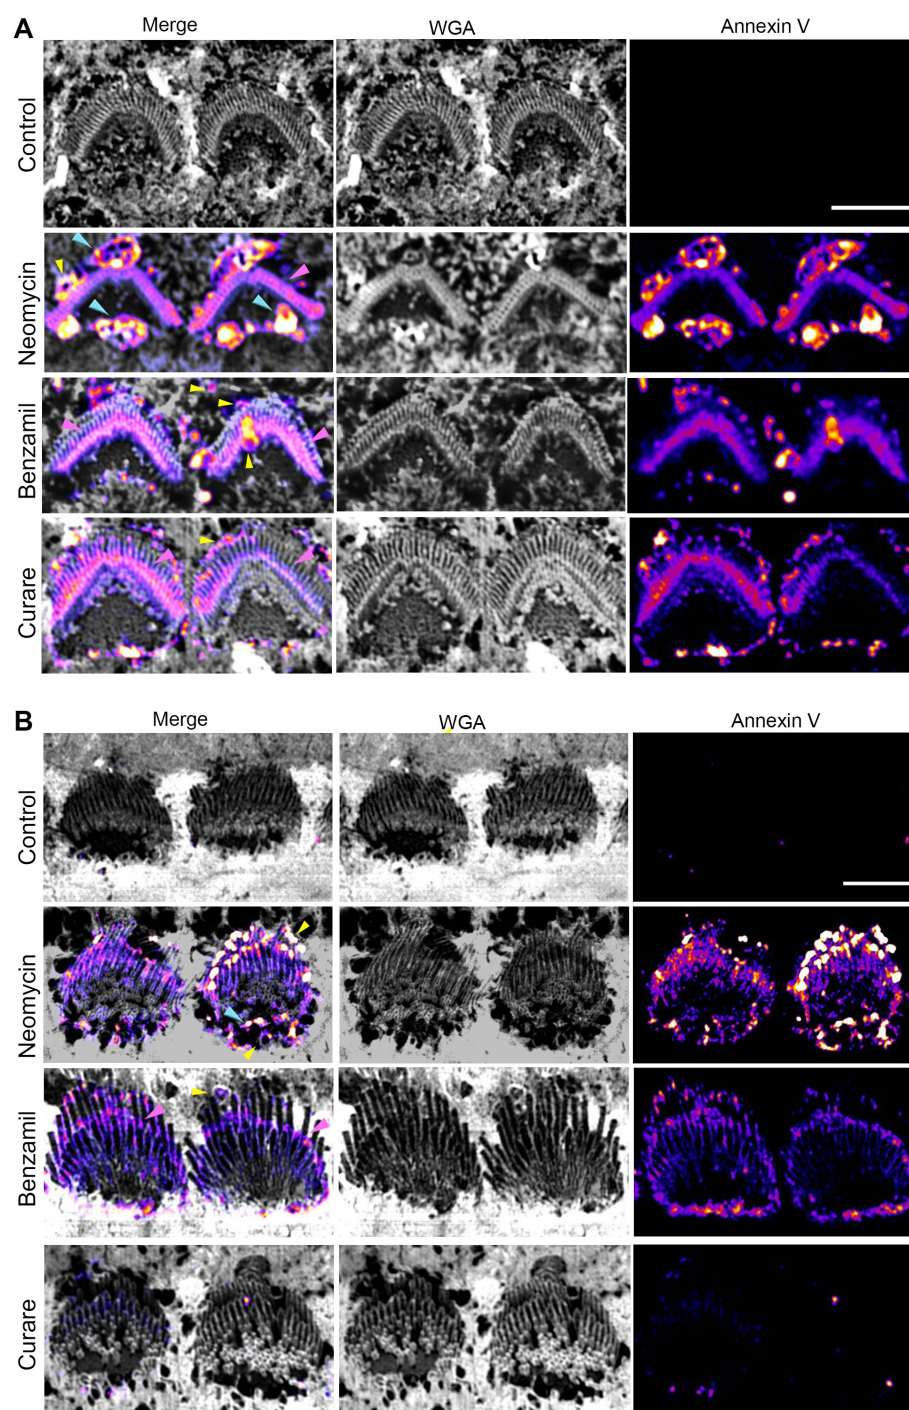 A
Merge WGA Annexin V
Control
Neomycin
Benzamil
Curare
B
Merge WGA Annexin V
Control
Neomycin
Benzamil
Curare